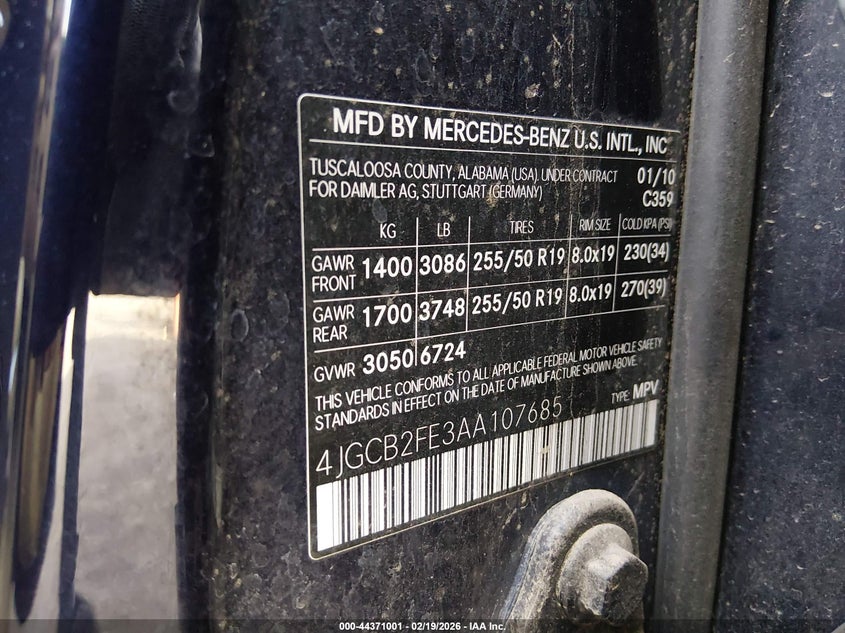 MFD BY MERCEDES-BENZ U.S. INTL., INC
TUSCALOOSA COUNTY, ALABAMA (USA). UNDER CONTRACT 01/10
FOR DAIMLER AG, STUTTGART (GERMANY) C359
KG LB TIRES RIM SIZE COLD KPA (PSI)
GAWR FRONT 1400 3086 255/50 R19 8.0x19 230(34)
GAWR REAR 1700 3748 255/50 R19 8.0x19 270(39)
GVWR 3050 6724
THIS VEHICLE CONFORMS TO ALL APPLICABLE FEDERAL MOTOR VEHICLE SAFETY
STANDARDS IN EFFECT ON THE DATE OF MANUFACTURE SHOWN ABOVE.
4JGCB2FE3AA107685 TYPE: MPV
000-44371001 - 02/19/2026 - IAA Inc.